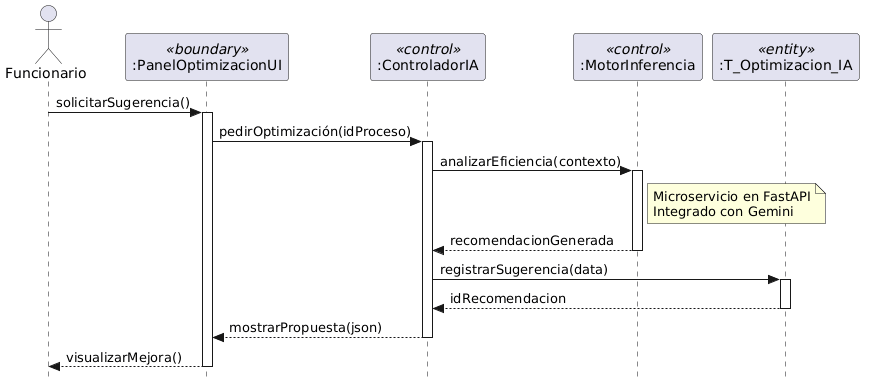 Funcionario
«boundary»
:PanelOptimizacionUI
«control»
:ControladorIA
«control»
:MotorInferencia
«entity»
:T_Optimizacion_IA
solicitarSugerencia()
pedirOptimización(idProceso)
analizarEficiencia(contexto)
Microservicio en FastAPI
Integrado con Gemini
recomendacionGenerada
registrarSugerencia(data)
idRecomendacion
mostrarPropuesta(json)
visualizarMejora()